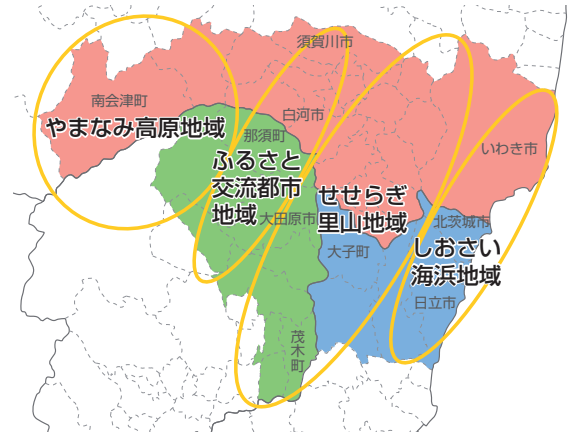 須賀川市
南会津町
白河市
やまなみ高原地域
那須町
いわき市
ふるさと
交流都市
地域
大田原市
せせらぎ
里山地域
北茨城市
大子町
しおさい
海浜地域
日立市
茂木町